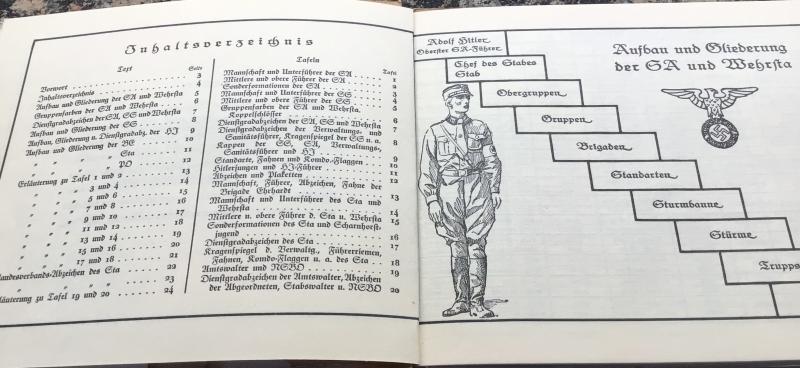 Inhaltsverzeichnis
Text Seite
Vorwort 3
Inhaltsverzeichnis 4
Aufbau und Gliederung der SA und Wehrsta 5
Gruppenfarben der SA und Wehrsta 6
Dienstgradabzeichen der SA, SS und Wehrsta 7
Aufbau und Gliederung der SS 8
Aufbau, Gliederung u. Dienstgradabz. der HJ 9
Aufbau und Gliederung der BE 10
" " " " Sta 11
" " " " PO 12
Erläuterung zu Tafel 1 und 2 13
" " " 3 und 4 14
" " " 5 und 6 15
" " " 7 und 8 16
" " " 9 und 10 17
" " " 11 und 12 18
" " " 13 und 14 19
" " " 15 und 16 20
" " " 17 und 18 21
andesverbands-Abzeichen des Sta 22
" " " 23
läuterung zu Tafel 19 und 20 24
Tafeln Tafel
Mannschaft und Unterführer der SA 1
Mittlere und obere Führer der SA 2
Sonderformationen der SA 3
Mannschaft und Unterführer der SS 4
Mittlere und obere Führer der SS 5
Gruppenfarben der SA und Wehrsta.
Koppelschlösser 6
Dienstgradabzeichen der SA, SS und Wehrsta 7
Dienstgradabzeichen der Verwaltungs- und
Sanitätsführer, Kragenspiegel der SS u. a. 8
Kappen der SS, SA, Verwaltungs-,
Sanitätsführer und HJ 9
Standarte, Fahnen und Komdo.-Flaggen 10
Hitlerjungen und HJ-Führer 11
Abzeichen und Plaketten 12
Mannschaft, Führer, Abzeichen, Fahne der
Brigade Ehrhardt 13
Mannschaft und Unterführer des Sta und
Wehrsta 14
Mittlere u. obere Führer d. Sta u. Wehrsta 15
Sonderformationen des Sta und Scharnhorst-
jugend 16
Dienstgradabzeichen des Sta 17
Kragenspiegel d. Verwaltg., Führerriemen,
Fahnen, Komdo-Flaggen u. a. des Sta 18
Amtswalter und NSBO 19
Dienstgradabzeichen der Amtswalter, Abzeichen
der Abgeordneten, Stabswalter u. NSBO 20
Adolf Hitler
Oberster SA-Führer
Chef des Stabes
Stab
Obergruppen
Gruppen
Brigaden
Standarten
Sturmbanne
Stürme
Trupps
Aufbau und Gliederung
der SA und Wehrsta